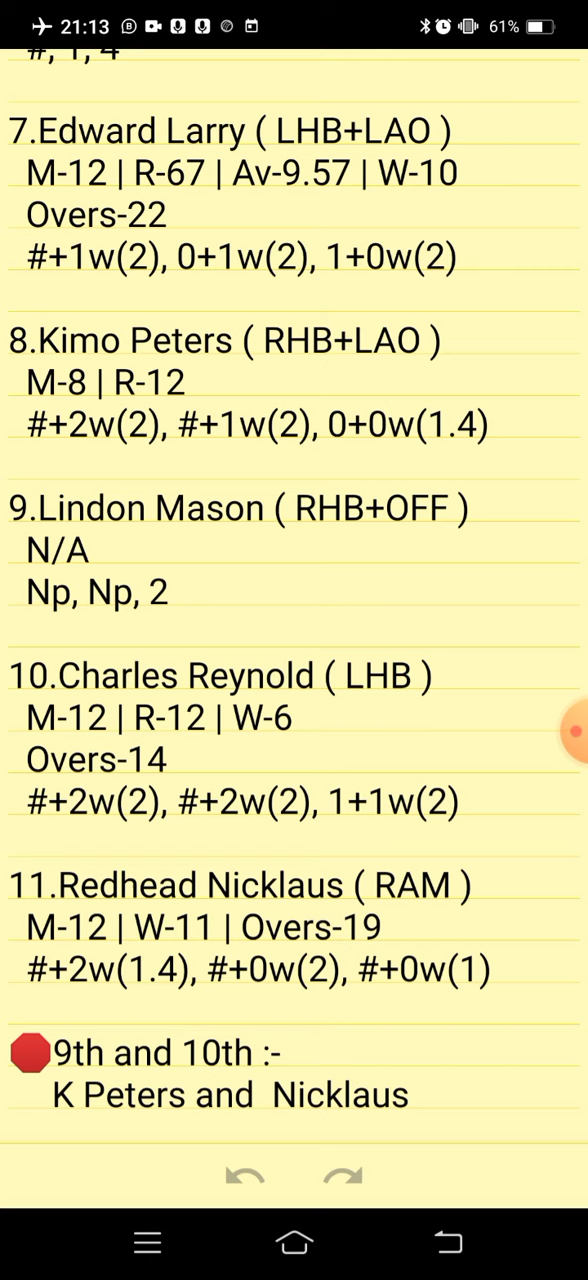 21:13 61%
#, 1, 4
7.Edward Larry ( LHB+LAO )
M-12 | R-67 | Av-9.57 | W-10
Overs-22
#+1w(2), 0+1w(2), 1+0w(2)
8.Kimo Peters ( RHB+LAO )
M-8 | R-12
#+2w(2), #+1w(2), 0+0w(1.4)
9.Lindon Mason ( RHB+OFF )
N/A
Np, Np, 2
10.Charles Reynold ( LHB )
M-12 | R-12 | W-6
Overs-14
#+2w(2), #+2w(2), 1+1w(2)
11.Redhead Nicklaus ( RAM )
M-12 | W-11 | Overs-19
#+2w(1.4), #+0w(2), #+0w(1)
9th and 10th :-
K Peters and Nicklaus